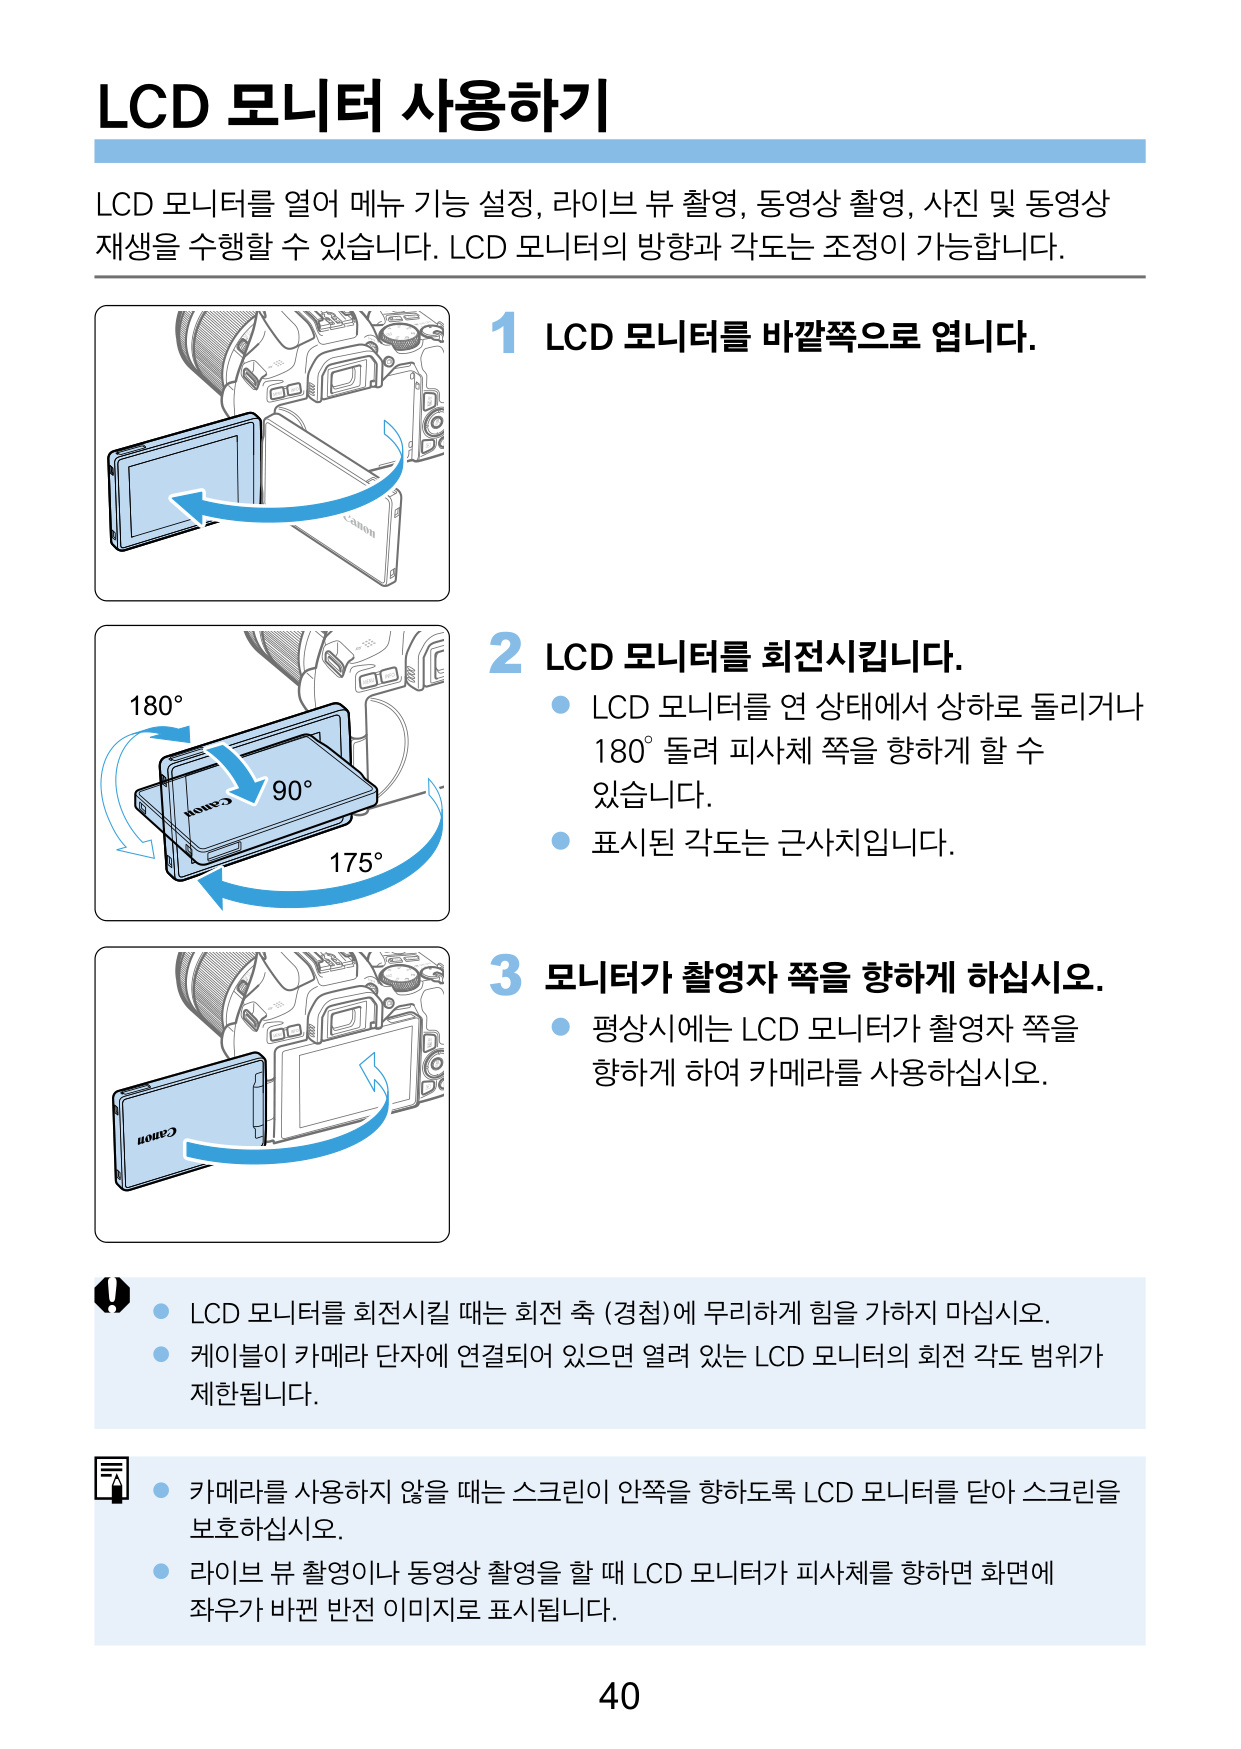 LCD 모니터 사용하기
LCD 모니터를 열어 메뉴 기능 설정, 라이브 뷰 촬영, 동영상 촬영, 사진 및 동영상
재생을 수행할 수 있습니다. LCD 모니터의 방향과 각도는 조정이 가능합니다.
1 LCD 모니터를 바깥쪽으로 엽니다.
Canon
2 LCD 모니터를 회전시킵니다.
● LCD 모니터를 연 상태에서 상하로 돌리거나
180° 돌려 피사체 쪽을 향하게 할 수
있습니다.
● 표시된 각도는 근사치입니다.
180°
90°
Canon
175°
3 모니터가 촬영자 쪽을 향하게 하십시오.
● 평상시에는 LCD 모니터가 촬영자 쪽을
향하게 하여 카메라를 사용하십시오.
Canon
● LCD 모니터를 회전시킬 때는 회전 축 (경첩)에 무리하게 힘을 가하지 마십시오.
● 케이블이 카메라 단자에 연결되어 있으면 열려 있는 LCD 모니터의 회전 각도 범위가
제한됩니다.
● 카메라를 사용하지 않을 때는 스크린이 안쪽을 향하도록 LCD 모니터를 닫아 스크린을
보호하십시오.
● 라이브 뷰 촬영이나 동영상 촬영을 할 때 LCD 모니터가 피사체를 향하면 화면에
좌우가 바뀐 반전 이미지로 표시됩니다.
40